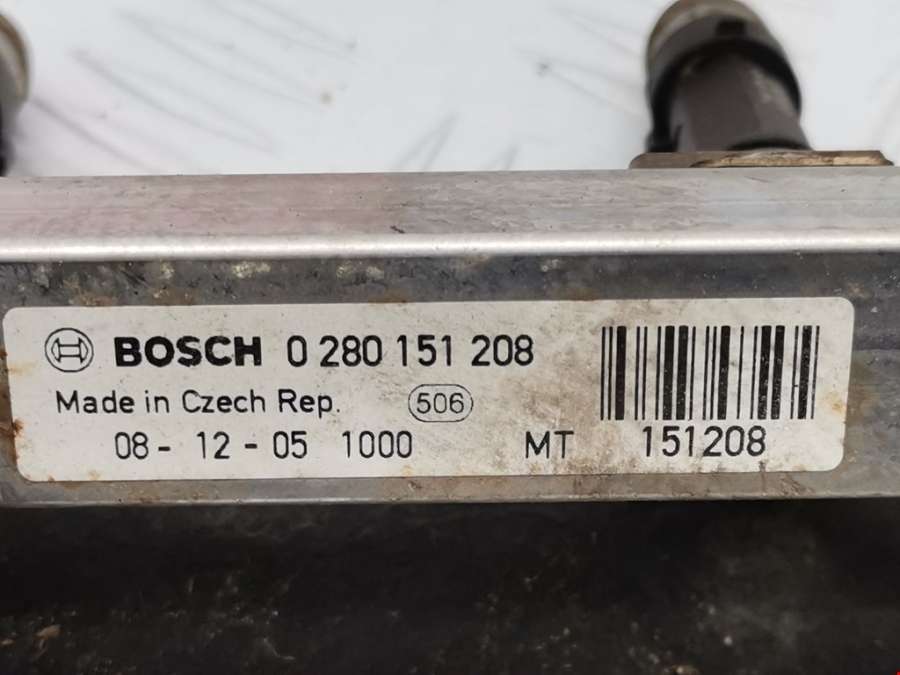 BOSCH 0 280 151 208
Made in Czech Rep. 506
08- 12 - 05 1000 MT 151208